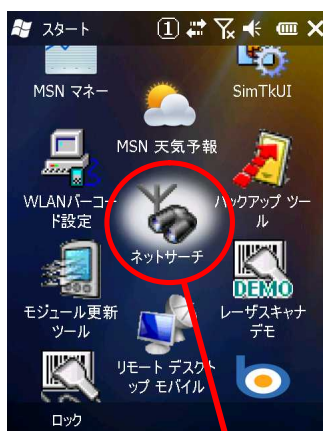 スタート
1
MSN マネー
SimTkUI
MSN 天気予報
WLANバーコー
ド設定
バックアップ ツー
ル
ネットサーチ
モジュール更新
ツール
DEMO
レーザスキャナ
デモ
リモート デスクト
ップ モバイル
ロック